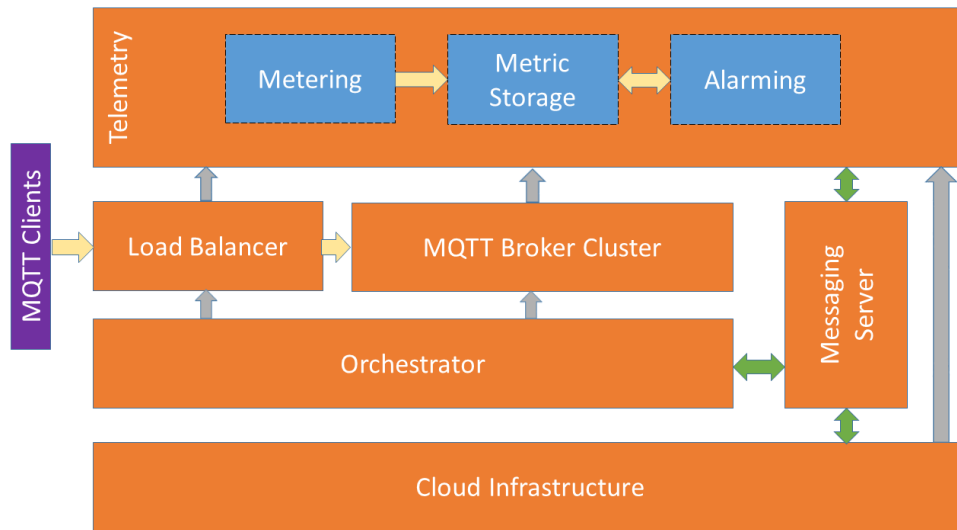 Telemetry
Metering
Metric
Storage
Alarming
MQTT Clients
Load Balancer
MQTT Broker Cluster
Messaging
Server
Orchestrator
Cloud Infrastructure